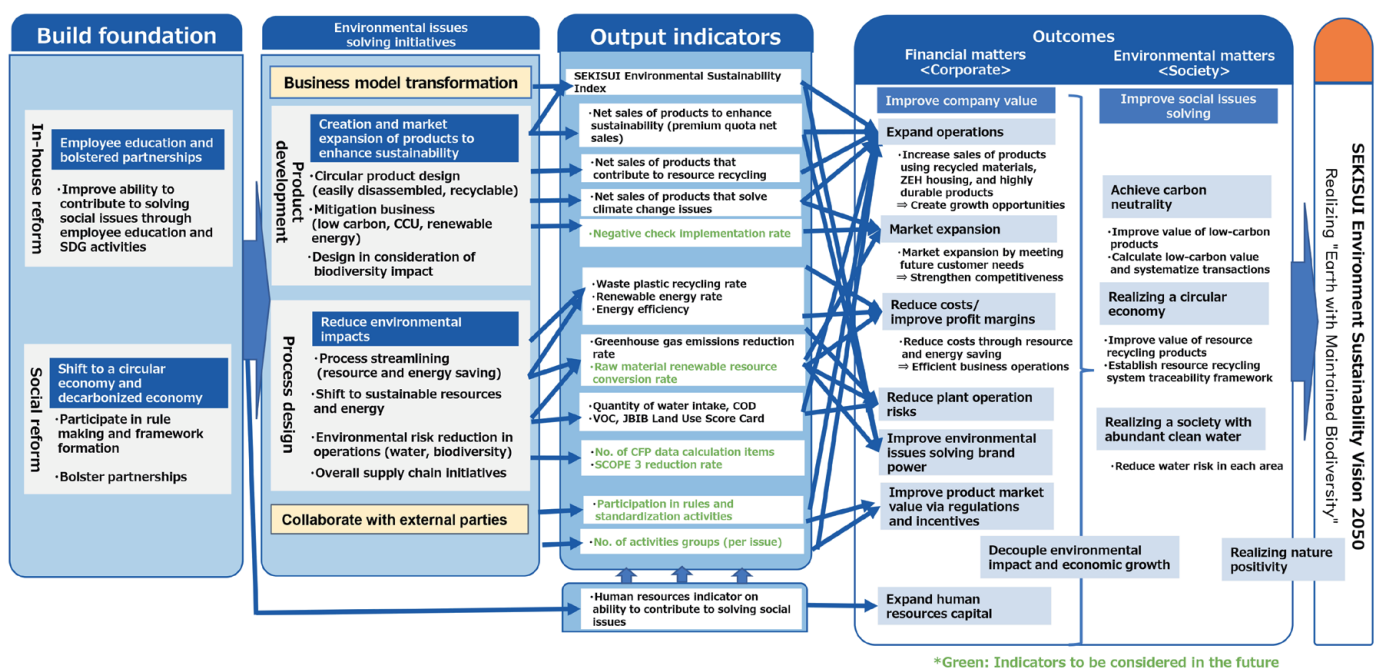 Build foundation
In-house reform
Employee education and
bolstered partnerships
・Improve ability to
contribute to solving
social issues through
employee education and
SDG activities
Social reform
Shift to a circular
economy and
decarbonized economy
・Participate in rule
making and framework
formation
・Bolster partnerships
Environmental issues
solving initiatives
Business model transformation
Product
development
Creation and market
expansion of products to
enhance sustainability
・Circular product design
(easily disassembled, recyclable)
・Mitigation business
(low carbon, CCU, renewable
energy)
・Design in consideration of
biodiversity impact
Process design
Reduce environmental
impacts
・Process streamlining
(resource and energy saving)
・Shift to sustainable resources
and energy
・Environmental risk reduction in
operations (water, biodiversity)
・Overall supply chain initiatives
Collaborate with external parties
Output indicators
SEKISUI Environmental Sustainability
Index
・Net sales of products to enhance
sustainability (premium quota net
sales)
・Net sales of products that
contribute to resource recycling
・Net sales of products that solve
climate change issues
・Negative check implementation rate
・Waste plastic recycling rate
・Renewable energy rate
・Energy efficiency
・Greenhouse gas emissions reduction
rate
・Raw material renewable resource
conversion rate
・Quantity of water intake, COD
・VOC, JBIB Land Use Score Card
・No. of CFP data calculation items
・SCOPE 3 reduction rate
・Participation in rules and
standardization activities
・No. of activities groups (per issue)
・Human resources indicator on
ability to contribute to solving social
issues
Outcomes
Financial matters
<Corporate>
Improve company value
Expand operations
・Increase sales of products
using recycled materials,
ZEH housing, and highly
durable products
⇒ Create growth opportunities
Market expansion
・Market expansion by meeting
future customer needs
⇒ Strengthen competitiveness
Reduce costs/
improve profit margins
・Reduce costs through resource
and energy saving
⇒ Efficient business operations
Reduce plant operation
risks
Improve environmental
issues solving brand
power
Improve product market
value via regulations
and incentives
Decouple environmental
impact and economic growth
Expand human
resources capital
Environmental matters
<Society>
Improve social issues
solving
Achieve carbon
neutrality
・Improve value of low-carbon
products
・Calculate low-carbon value
and systematize transactions
Realizing a circular
economy
・Improve value of resource
recycling products
・Establish resource recycling
system traceability framework
Realizing a society with
abundant clean water
・Reduce water risk in each area
Realizing nature
positivity
SEKISUI Environment Sustainability Vision 2050
Realizing "Earth with Maintained Biodiversity"
*Green: Indicators to be considered in the future